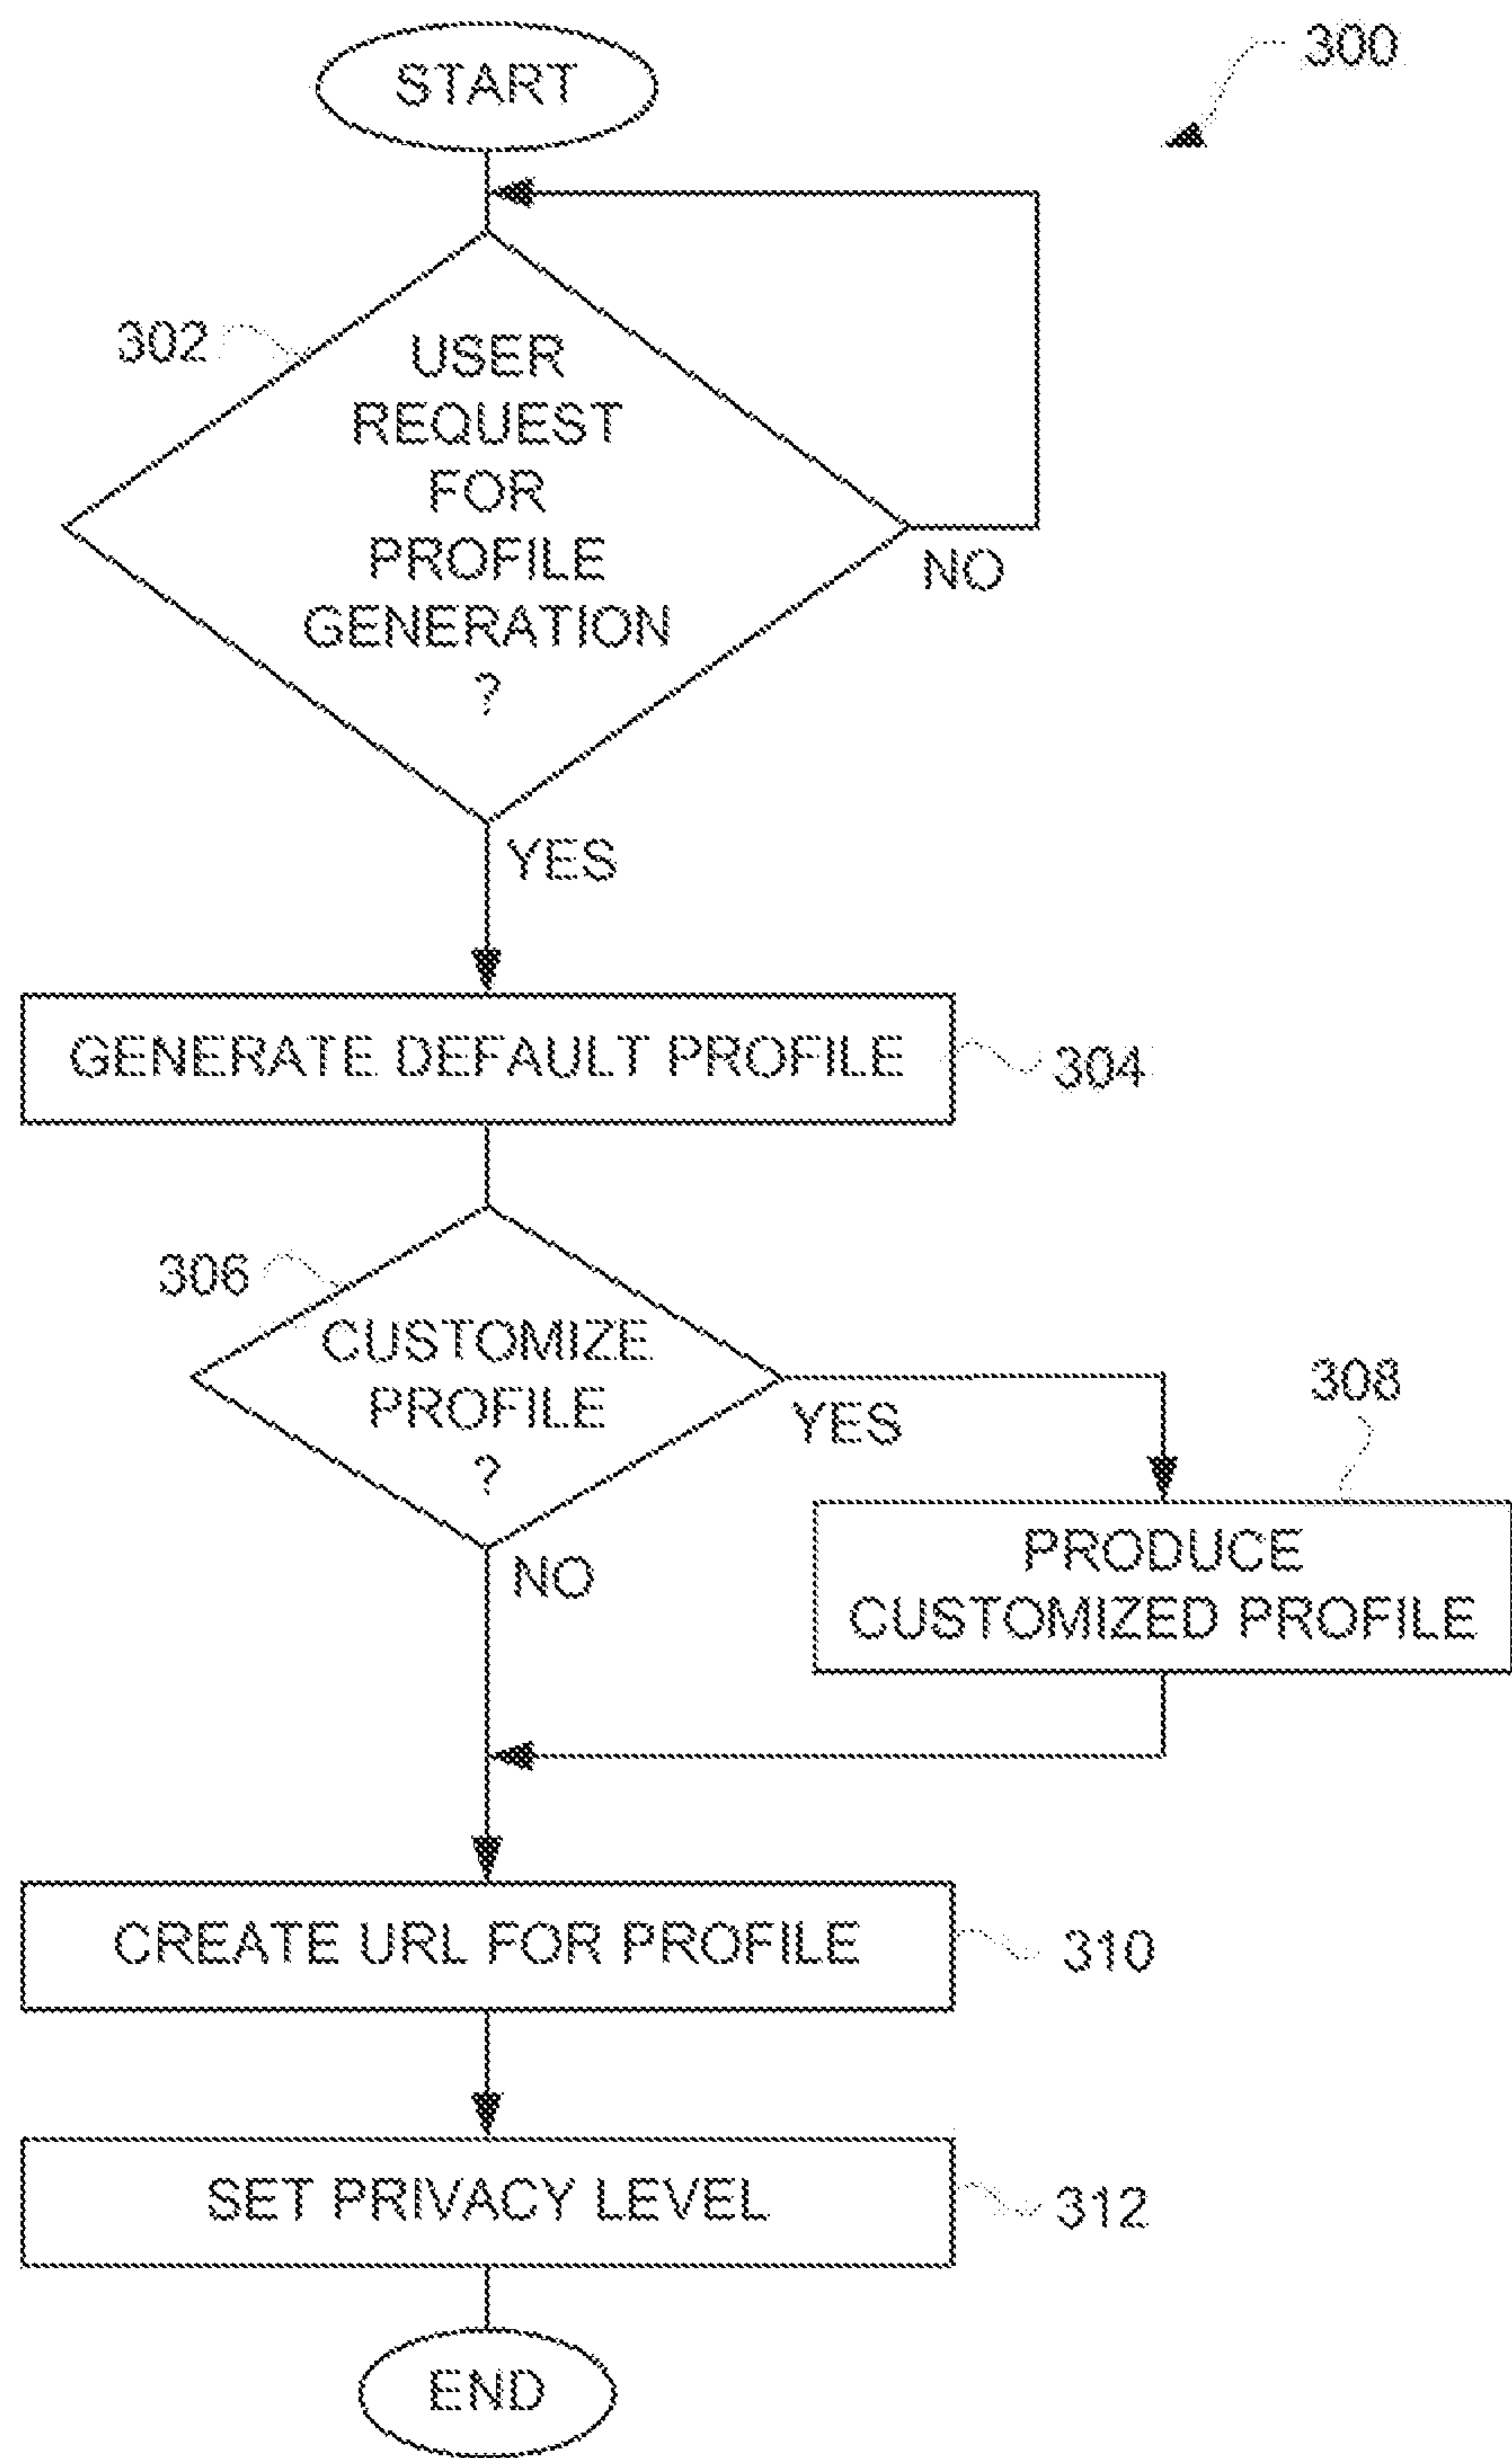 START
300
302
USER
REQUEST
FOR
PROFILE
GENERATION
?
NO
YES
GENERATE DEFAULT PROFILE
304
306
CUSTOMIZE
PROFILE
?
YES
308
NO
PRODUCE
CUSTOMIZED PROFILE
CREATE URL FOR PROFILE
310
SET PRIVACY LEVEL
312
END